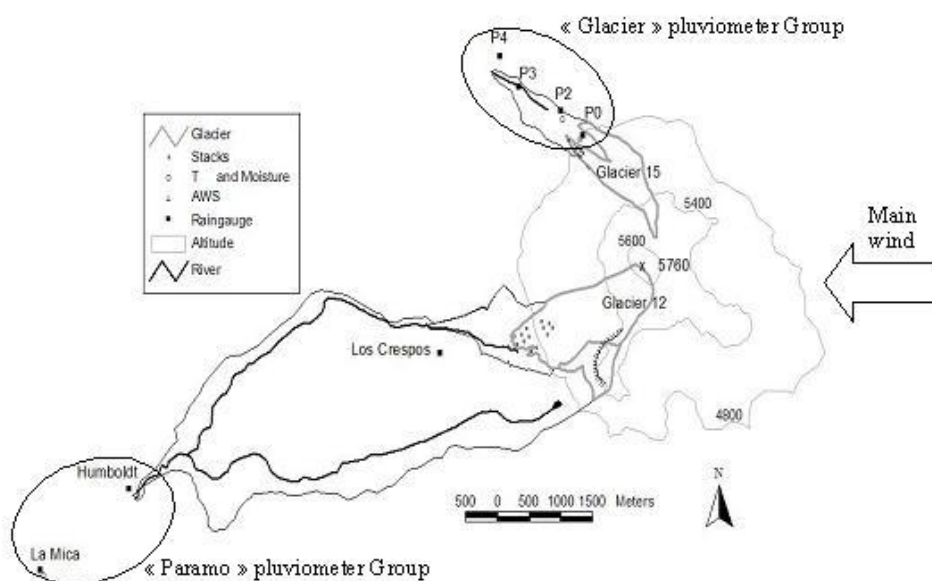 « Glacier » pluviometer Group
P4
P3
P2
P0
Glacier
Stacks
T and Moisture
AWS
Raingauge
Altitude
River
Glacier 15
5400
5600
5760
Main
wind
Glacier 12
Los Crespos
4800
Humboldt
N
500 0 500 1000 1500 Meters
La Mica
« Paramo » pluviometer Group